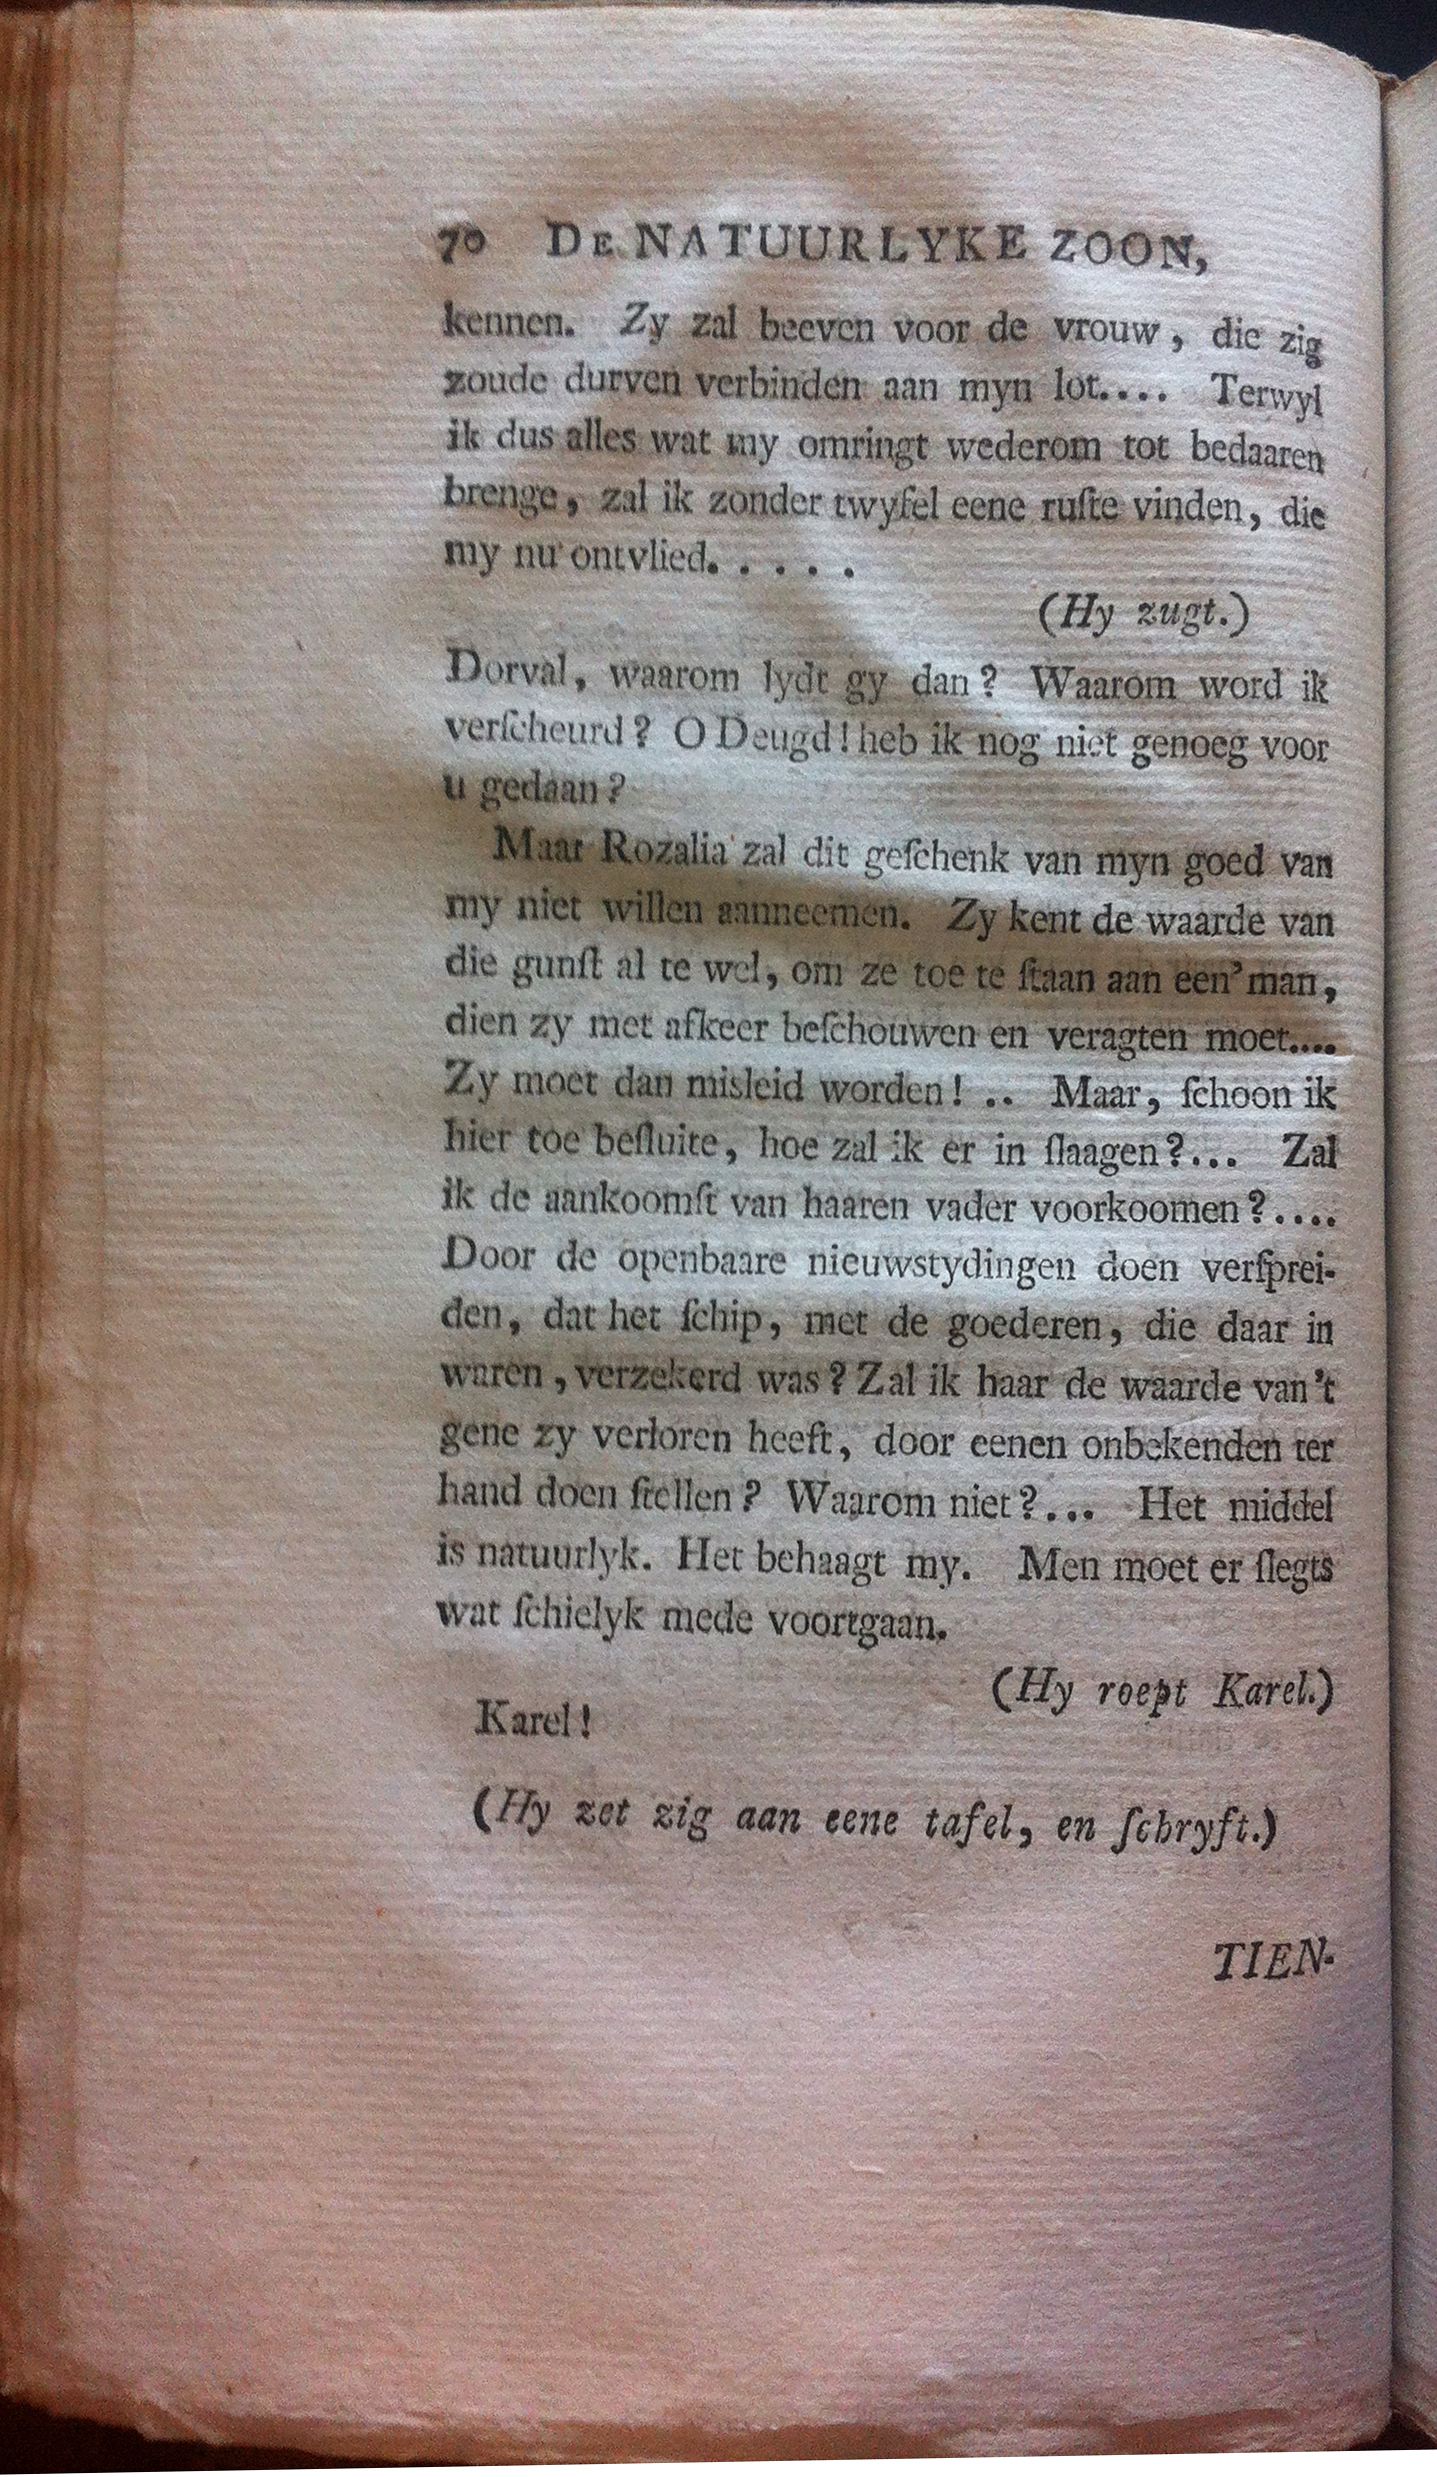 70 DE NATUURLYKE ZOON,
kennen. Zy zal beeven voor de vrouw, die zig
zoude durven verbinden aan myn lot.... Terwyl
ik dus alles wat my omringt wederom tot bedaaren
brenge, zal ik zonder twyfel eene ruſte vinden, die
my nu ontvlied. . . . .
(Hy zugt.)
Dorval, waarom lydt gy dan? Waarom word ik
verſcheurd? O Deugd! heb ik nog niet genoeg voor
u gedaan?
Maar Rozalia zal dit geſchenk van myn goed van
my niet willen aanneemen. Zy kent de waarde van
die gunſt al te wel, om ze toe te ſtaan aan een' man,
dien zy met afkeer beſchouwen en veragten moet....
Zy moet dan misleid worden! .. Maar, ſchoon ik
hier toe beſluite, hoe zal ik er in ſlaagen?... Zal
ik de aankoomſt van haaren vader voorkoomen?....
Door de openbaare nieuwstydingen doen verſprei-
den, dat het ſchip, met de goederen, die daar in
waren, verzekerd was? Zal ik haar de waarde van 't
gene zy verloren heeft, door eenen onbekenden ter
hand doen ſtellen? Waarom niet?... Het middel
is natuurlyk. Het behaagt my. Men moet er ſlegts
wat ſchielyk mede voortgaan.
(Hy roept Karel.)
Karel!
(Hy zet zig aan eene tafel, en ſchryft.)
TIEN-